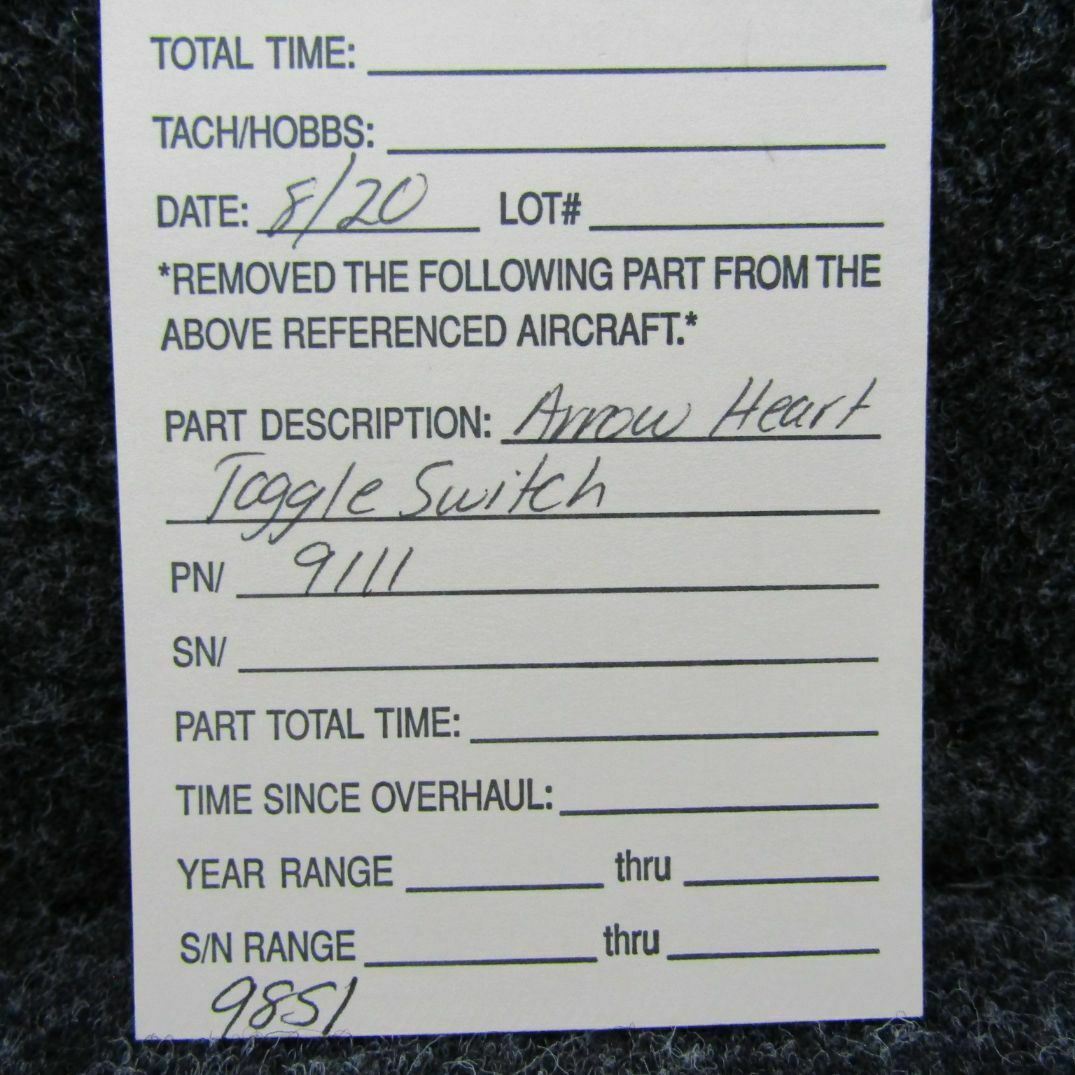 TOTAL TIME:
TACH/HOBBS:
DATE: 8/20 LOT#
*REMOVED THE FOLLOWING PART FROM THE
ABOVE REFERENCED AIRCRAFT.*
PART DESCRIPTION: Arrow Heart
Toggle Switch
PN/ 9111
SN/
PART TOTAL TIME:
TIME SINCE OVERHAUL:
YEAR RANGE thru
S/N RANGE thru
9851